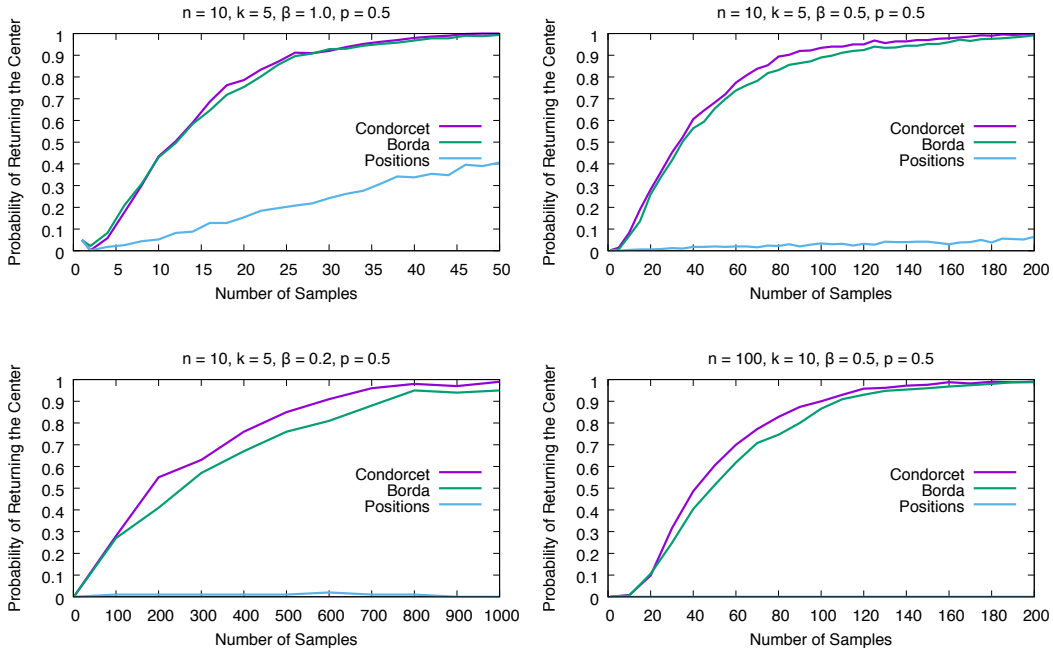 n = 10, k = 5, β = 1.0, p = 0.5
Probability of Returning the Center
1
0.9
0.8
0.7
0.6
0.5
0.4
0.3
0.2
0.1
0
Condorcet
Borda
Positions
0 5 10 15 20 25 30 35 40 45 50
Number of Samples
n = 10, k = 5, β = 0.5, p = 0.5
Probability of Returning the Center
1
0.9
0.8
0.7
0.6
0.5
0.4
0.3
0.2
0.1
0
Condorcet
Borda
Positions
0 20 40 60 80 100 120 140 160 180 200
Number of Samples
n = 10, k = 5, β = 0.2, p = 0.5
Probability of Returning the Center
1
0.9
0.8
0.7
0.6
0.5
0.4
0.3
0.2
0.1
0
Condorcet
Borda
Positions
0 100 200 300 400 500 600 700 800 900 1000
Number of Samples
n = 100, k = 10, β = 0.5, p = 0.5
Probability of Returning the Center
1
0.9
0.8
0.7
0.6
0.5
0.4
0.3
0.2
0.1
0
Condorcet
Borda
Positions
0 20 40 60 80 100 120 140 160 180 200
Number of Samples